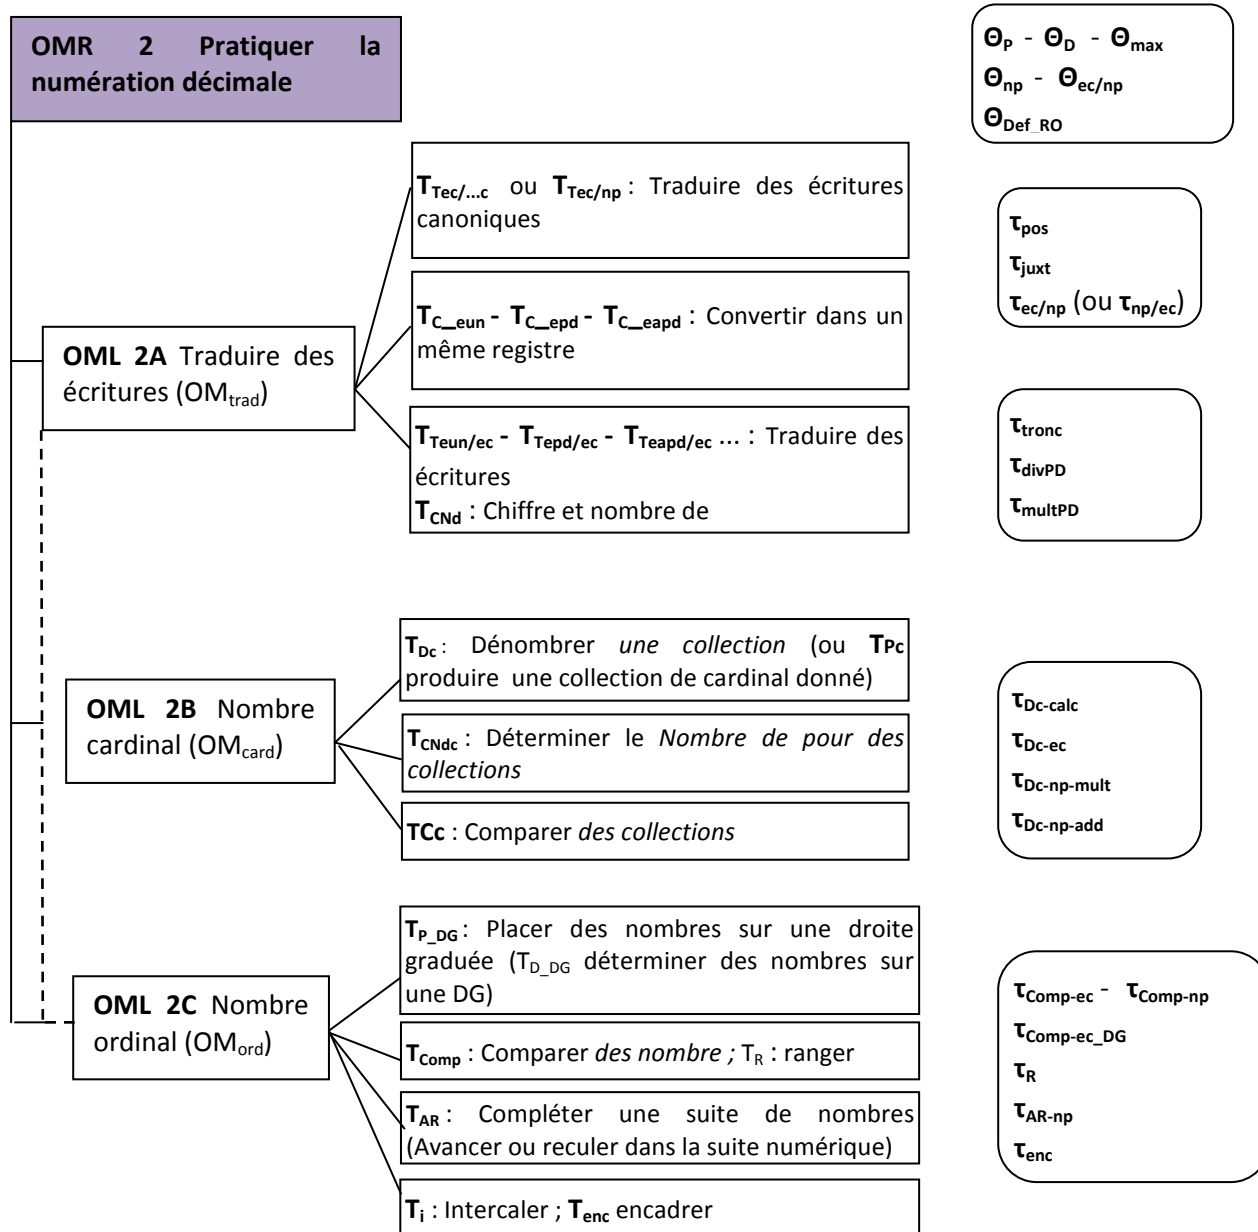 OMR 2 Pratiquer la
numération décimale
ΘP - ΘD - Θmax
Θnp - Θec/np
ΘDef_RO
TTec/...c ou TTec/np : Traduire des écritures
canoniques
τpos
τjuxt
τec/np (ou τnp/ec)
TC_eun - TC_epd - TC_eapd : Convertir dans un
même registre
OML 2A Traduire des
écritures (OMtrad)
TTeun/ec - TTepd/ec - TTeapd/ec ... : Traduire des
écritures
TCNd : Chiffre et nombre de
τtronc
τdivPD
τmultPD
TDc : Dénombrer une collection (ou TPc
produire une collection de cardinal donné)
OML 2B Nombre
cardinal (OMcard)
TCNdc : Déterminer le Nombre de pour des
collections
TCc : Comparer des collections
τDc-calc
τDc-ec
τDc-np-mult
τDc-np-add
TP_DG : Placer des nombres sur une droite
graduée (TD_DG déterminer des nombres sur
une DG)
OML 2C Nombre
ordinal (OMord)
TComp : Comparer des nombre ; TR : ranger
TAR : Compléter une suite de nombres
(Avancer ou reculer dans la suite numérique)
Ti : Intercaler ; Tenc encadrer
τComp-ec - τComp-np
τComp-ec_DG
τR
τAR-np
τenc